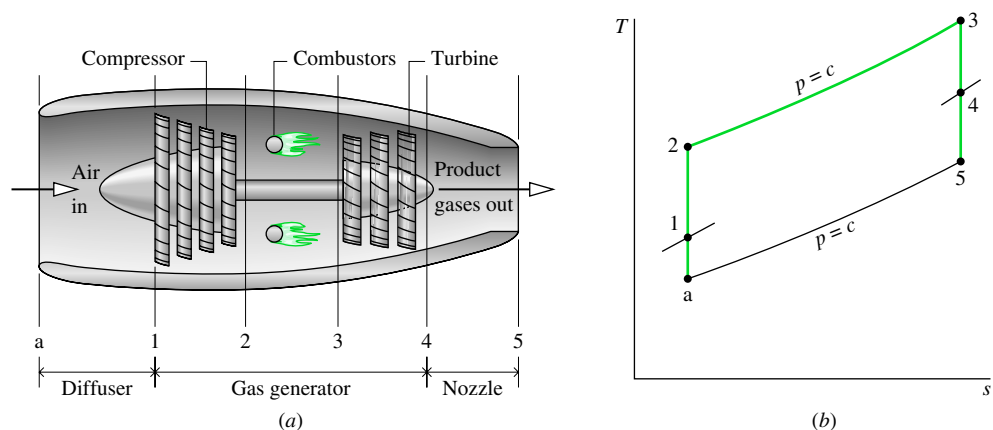 Compressor
Combustors
Turbine
Air
in
Product
gases out
a
1
2
3
4
5
Diffuser
Gas generator
Nozzle
(a)
T
3
p = c
4
2
5
1
p = c
a
s
(b)